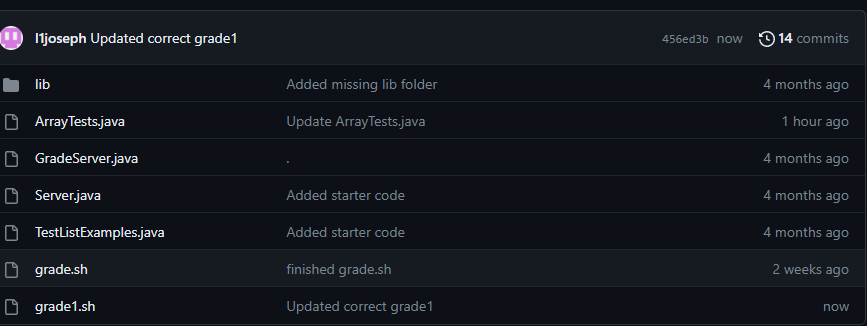 l1joseph Updated correct grade1 456ed3b now 14 commits
lib Added missing lib folder 4 months ago
ArrayTests.java Update ArrayTests.java 1 hour ago
GradeServer.java . 4 months ago
Server.java Added starter code 4 months ago
TestListExamples.java Added starter code 4 months ago
grade.sh finished grade.sh 2 weeks ago
grade1.sh Updated correct grade1 now